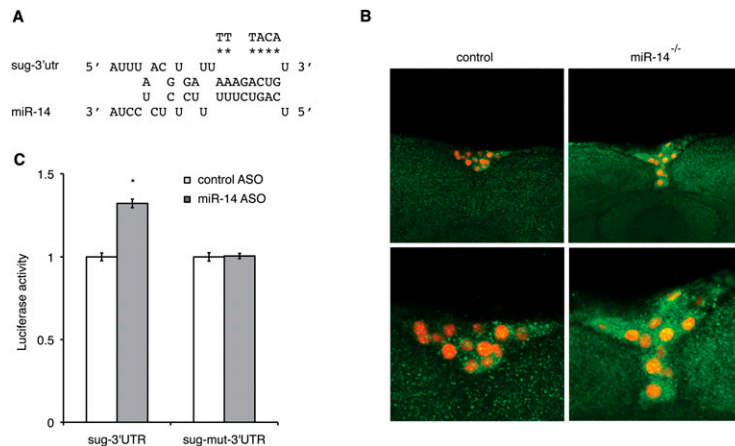 A
TT TACA
** ****
sug-3'utr 5' AUUU AC U UU U 3'
A G GA AAAGACUG
U C CU UUUCUGAC
miR-14 3' AUCC CU U U U 5'
B
control miR-14 -/-
C
Luciferase activity
1.5
1
0.5
0
*
control ASO
miR-14 ASO
sug-3'UTR sug-mut-3'UTR